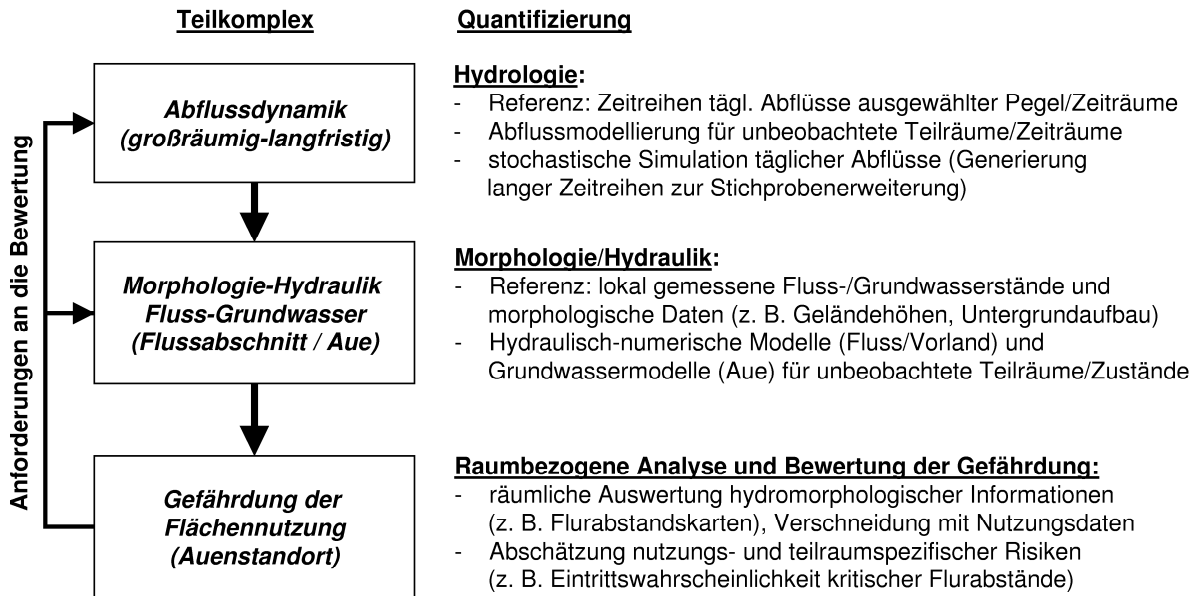 Teilkomplex
Quantifizierung
Anforderungen an die Bewertung
Abflussdynamik
(großräumig-langfristig)
Hydrologie:
- Referenz: Zeitreihen tägl. Abflüsse ausgewählter Pegel/Zeiträume
- Abflussmodellierung für unbeobachtete Teilräume/Zeiträume
- stochastische Simulation täglicher Abflüsse (Generierung
langer Zeitreihen zur Stichprobenerweiterung)
Morphologie-Hydraulik
Fluss-Grundwasser
(Flussabschnitt / Aue)
Morphologie/Hydraulik:
- Referenz: lokal gemessene Fluss-/Grundwasserstände und
morphologische Daten (z. B. Geländehöhen, Untergrundaufbau)
- Hydraulisch-numerische Modelle (Fluss/Vorland) und
Grundwassermodelle (Aue) für unbeobachtete Teilräume/Zustände
Gefährdung der
Flächennutzung
(Auenstandort)
Raumbezogene Analyse und Bewertung der Gefährdung:
- räumliche Auswertung hydromorphologischer Informationen
(z. B. Flurabstandskarten), Verschneidung mit Nutzungsdaten
- Abschätzung nutzungs- und teilraumspezifischer Risiken
(z. B. Eintrittswahrscheinlichkeit kritischer Flurabstände)